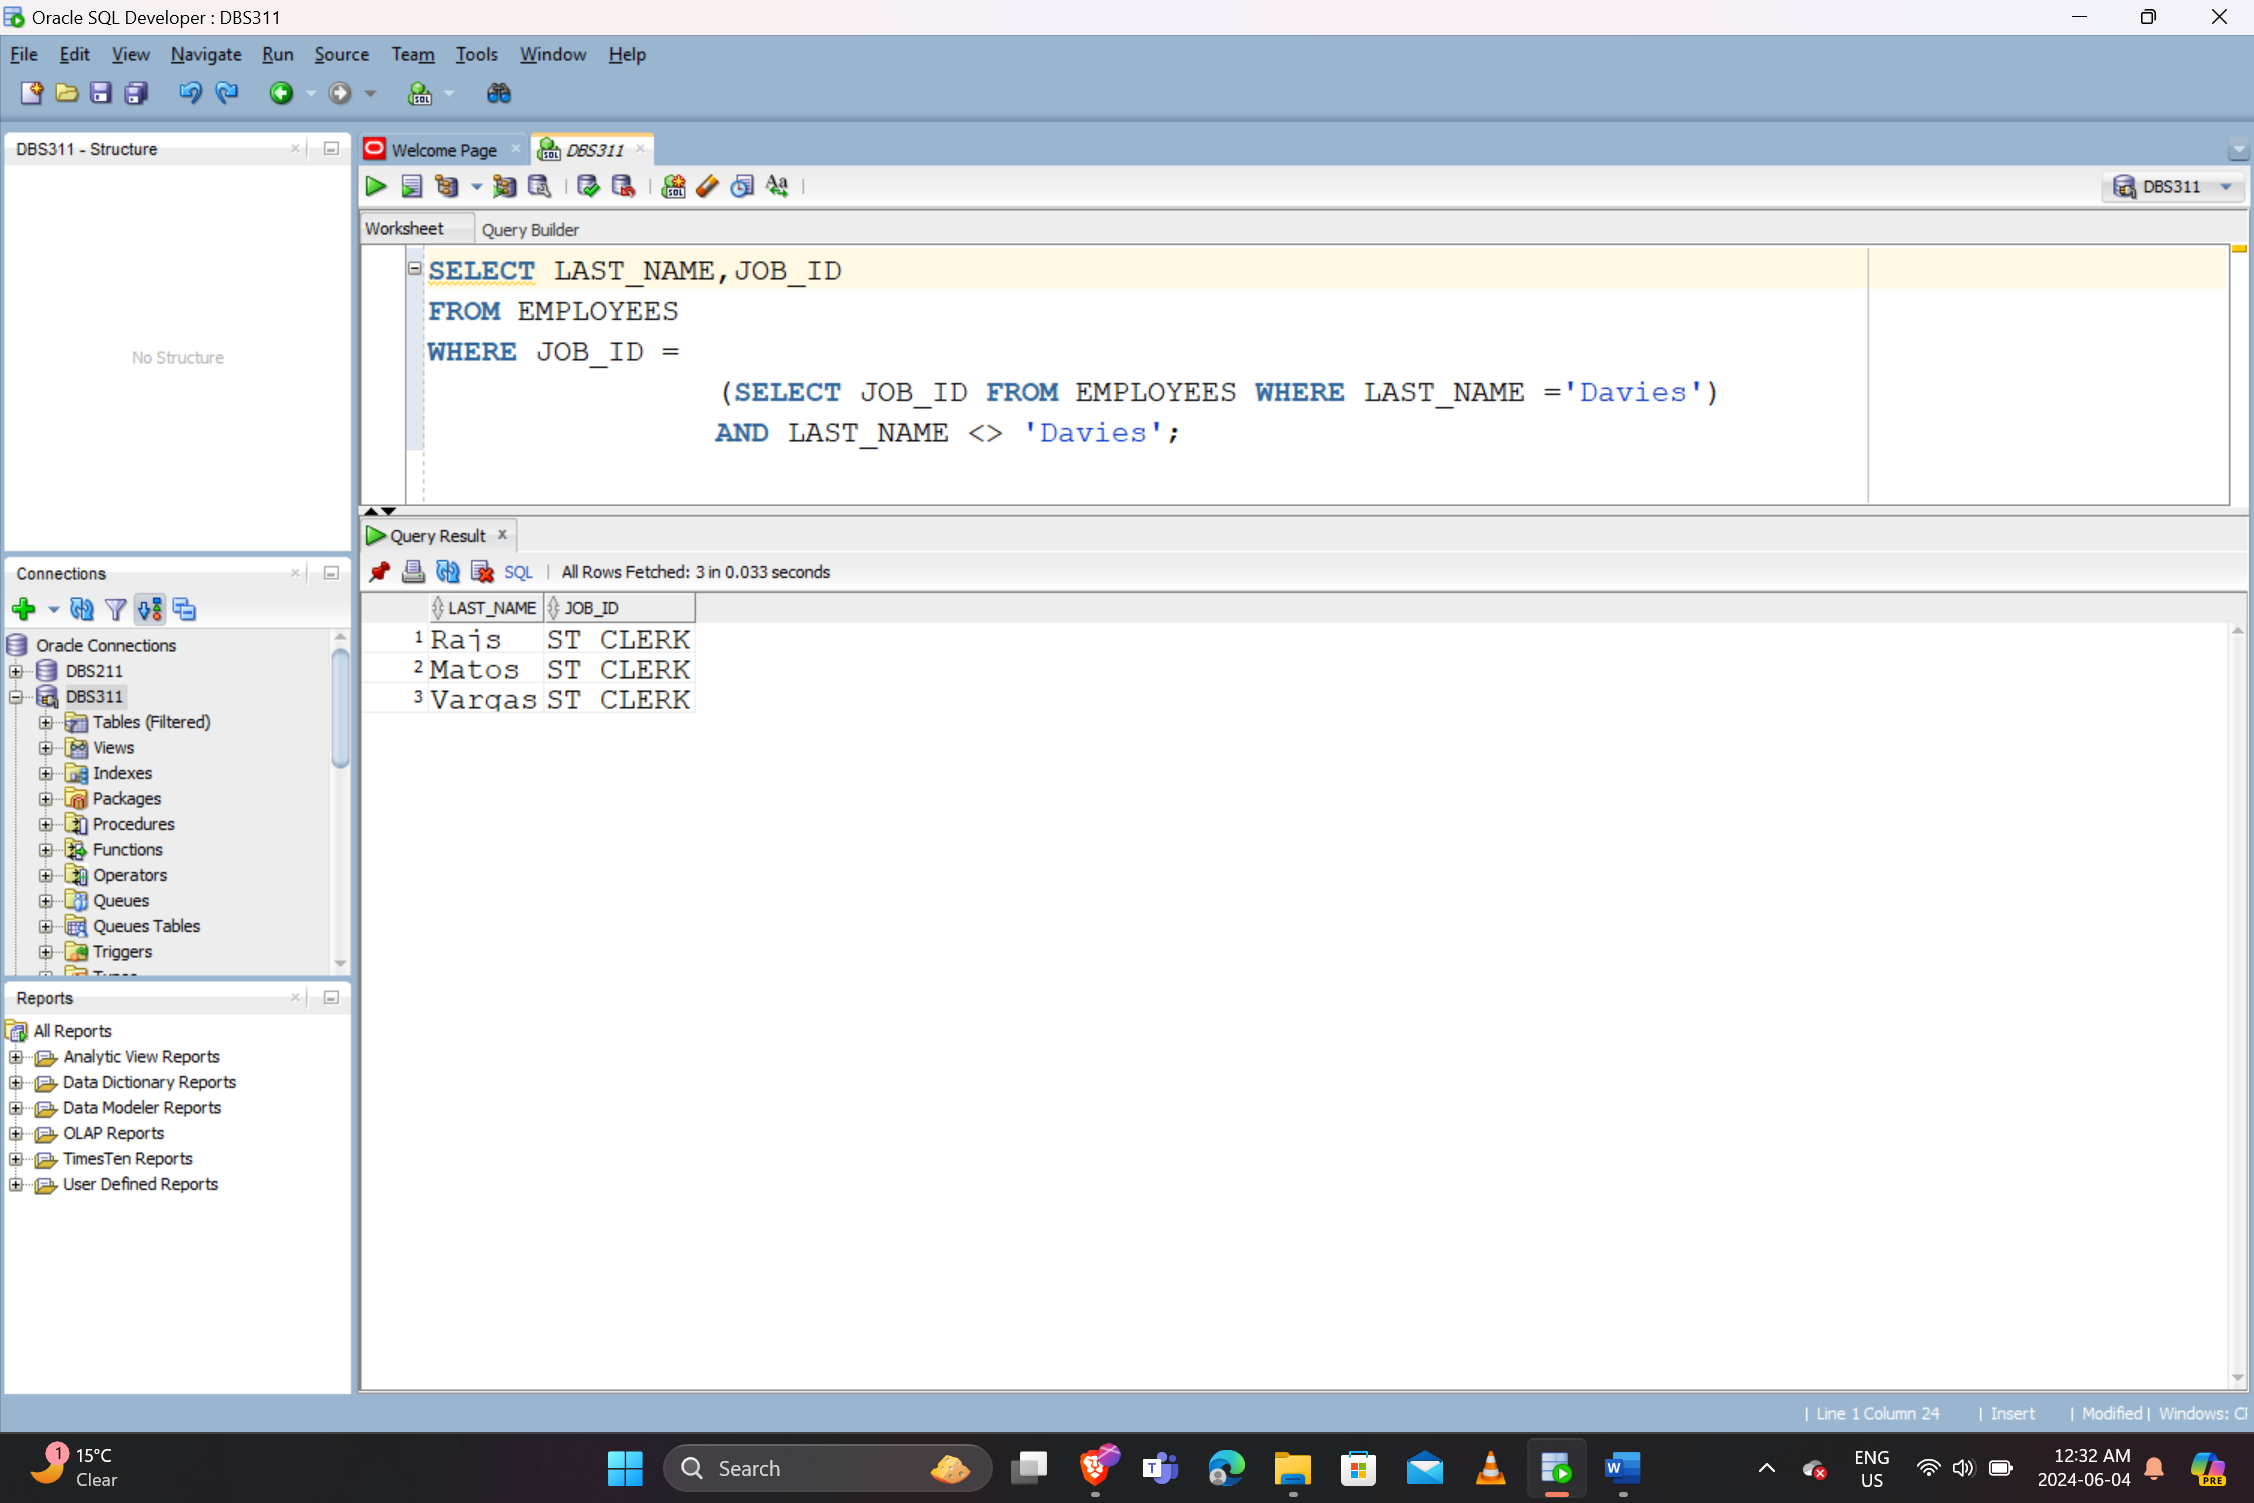 Oracle SQL Developer : DBS311
File Edit View Navigate Run Source Team Tools Window Help
DBS311 - Structure
No Structure
Welcome Page
DBS311
DBS311
Worksheet
Query Builder
SELECT LAST_NAME,JOB_ID
FROM EMPLOYEES
WHERE JOB_ID =
(SELECT JOB_ID FROM EMPLOYEES WHERE LAST_NAME ='Davies')
AND LAST_NAME <> 'Davies';
Query Result
SQL | All Rows Fetched: 3 in 0.033 seconds
LAST_NAME JOB_ID
1 Rajs ST_CLERK
2 Matos ST_CLERK
3 Vargas ST_CLERK
Connections
Oracle Connections
DBS211
DBS311
Tables (Filtered)
Views
Indexes
Packages
Procedures
Functions
Operators
Queues
Queues Tables
Triggers
Reports
All Reports
Analytic View Reports
Data Dictionary Reports
Data Modeler Reports
OLAP Reports
TimesTen Reports
User Defined Reports
| Line 1 Column 24 | Insert | Modified | Windows:
1
15°C
Clear
Search
ENG
US
12:32 AM
2024-06-04
PRE